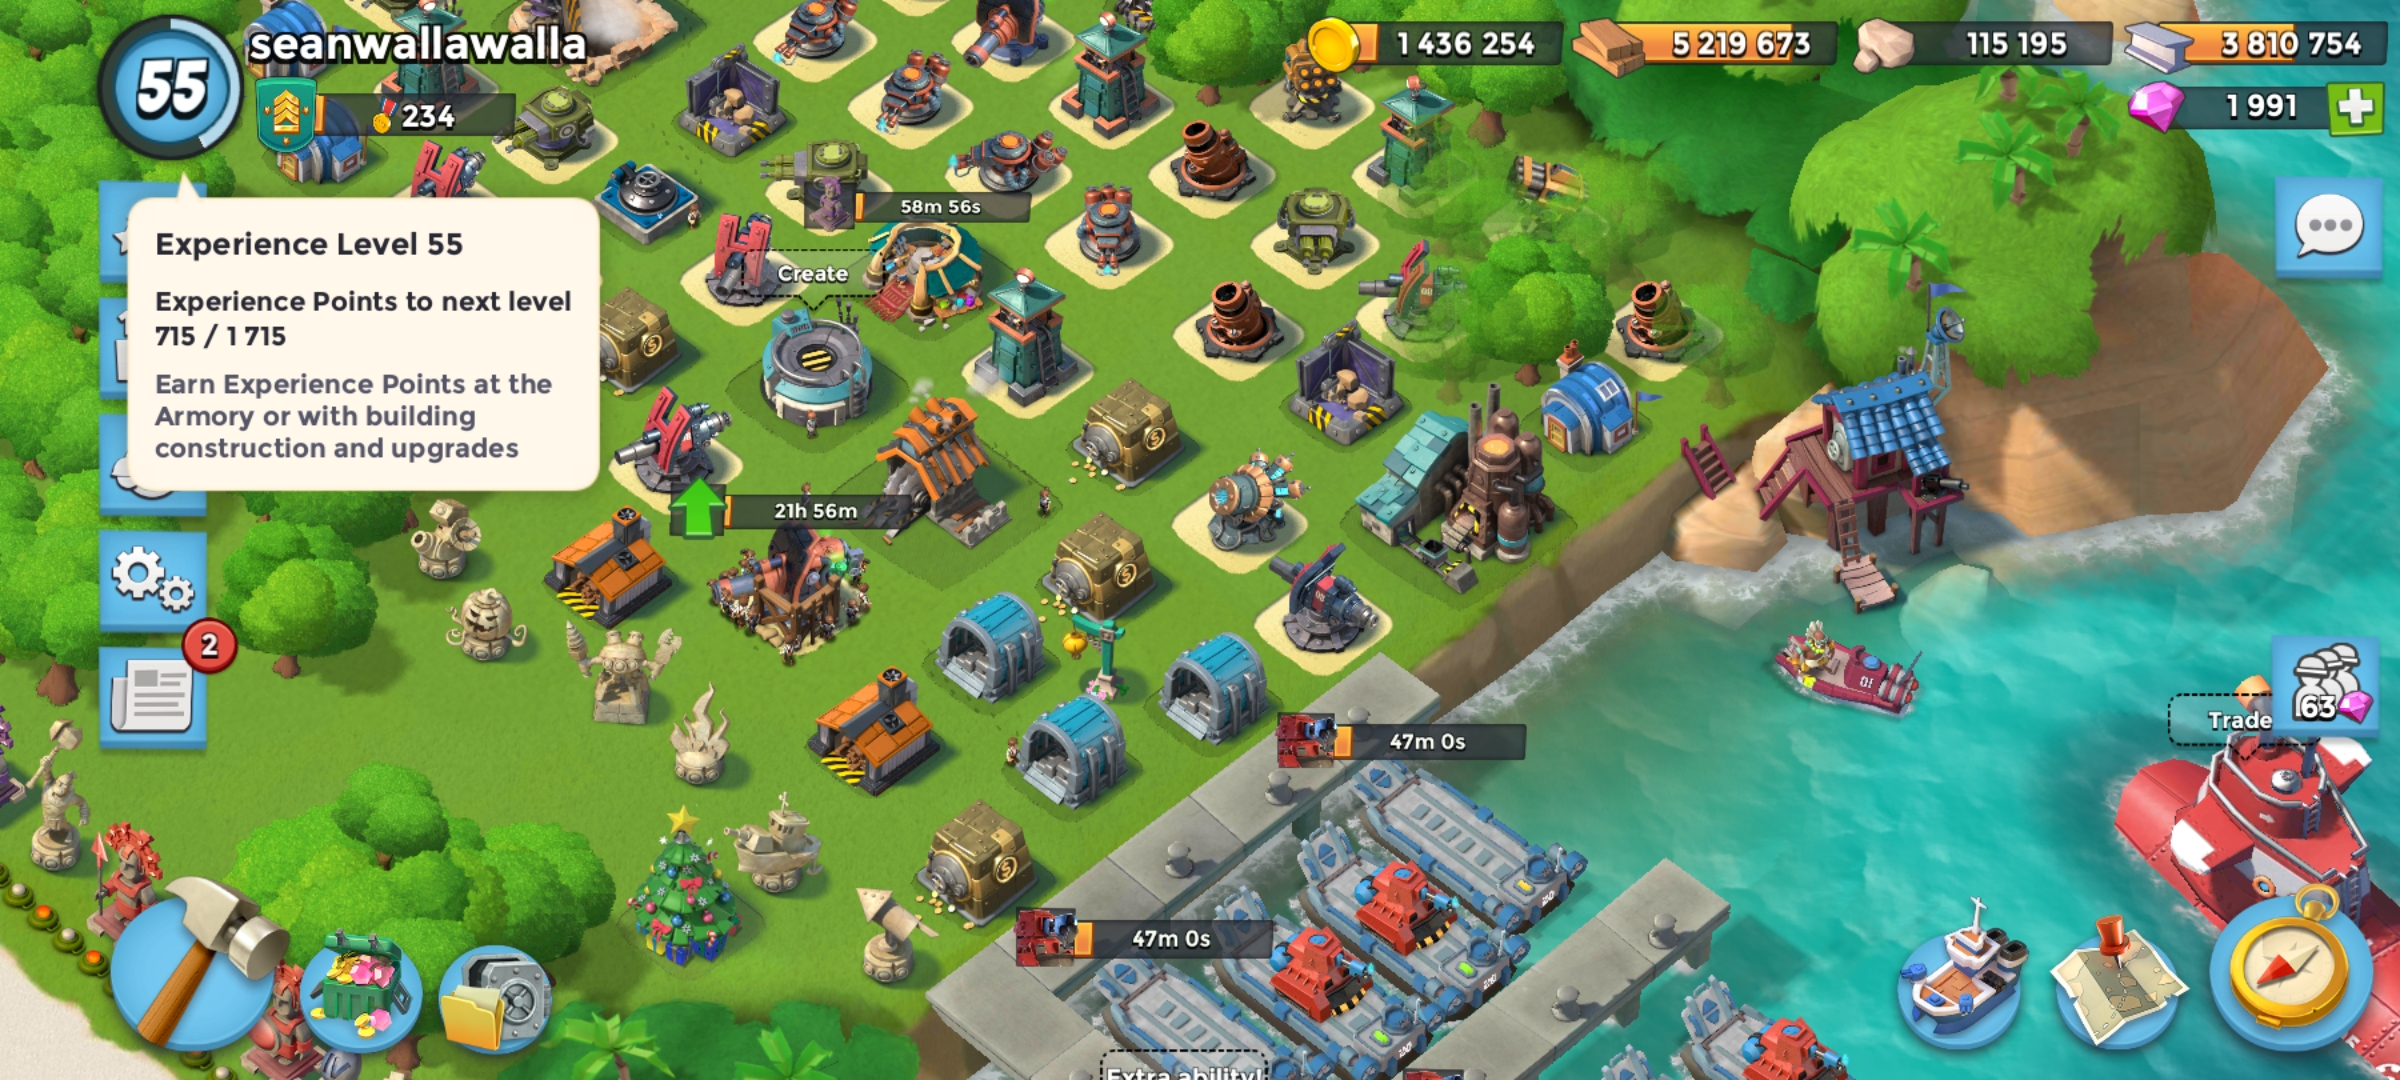 55
seanwallawalla
234
1 436 254
5 219 673
115 195
3 810 754
1 991
58m 56s
Experience Level 55
Experience Points to next level
715 / 1 715
Earn Experience Points at the
Armory or with building
construction and upgrades
Create
21h 56m
2
47m 0s
63
Trade
47m 0s
Extra ability!